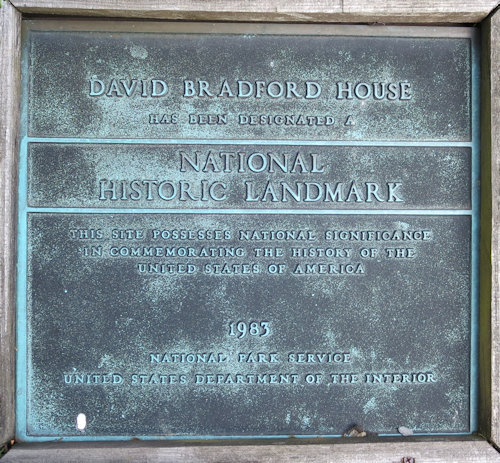 DAVID BRADFORD HOUSE
HAS BEEN DESIGNATED A
NATIONAL
HISTORIC LANDMARK
THIS SITE POSSESSES NATIONAL SIGNIFICANCE
IN COMMEMORATING THE HISTORY OF THE
UNITED STATES OF AMERICA
1983
NATIONAL PARK SERVICE
UNITED STATES DEPARTMENT OF THE INTERIOR